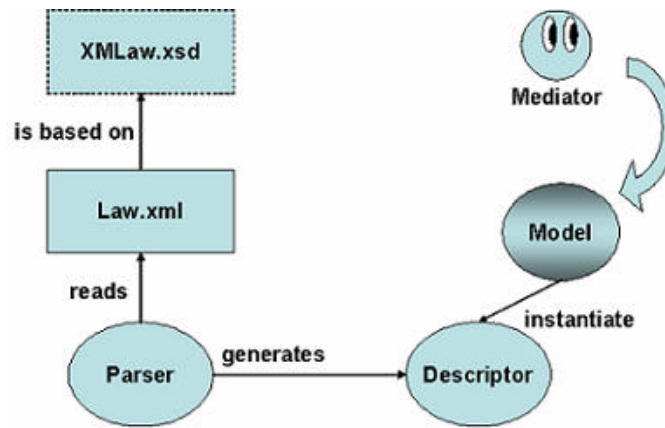 XMLaw.xsd
Mediator
is based on
Law.xml
Model
reads
instantiate
generates
Parser
Descriptor